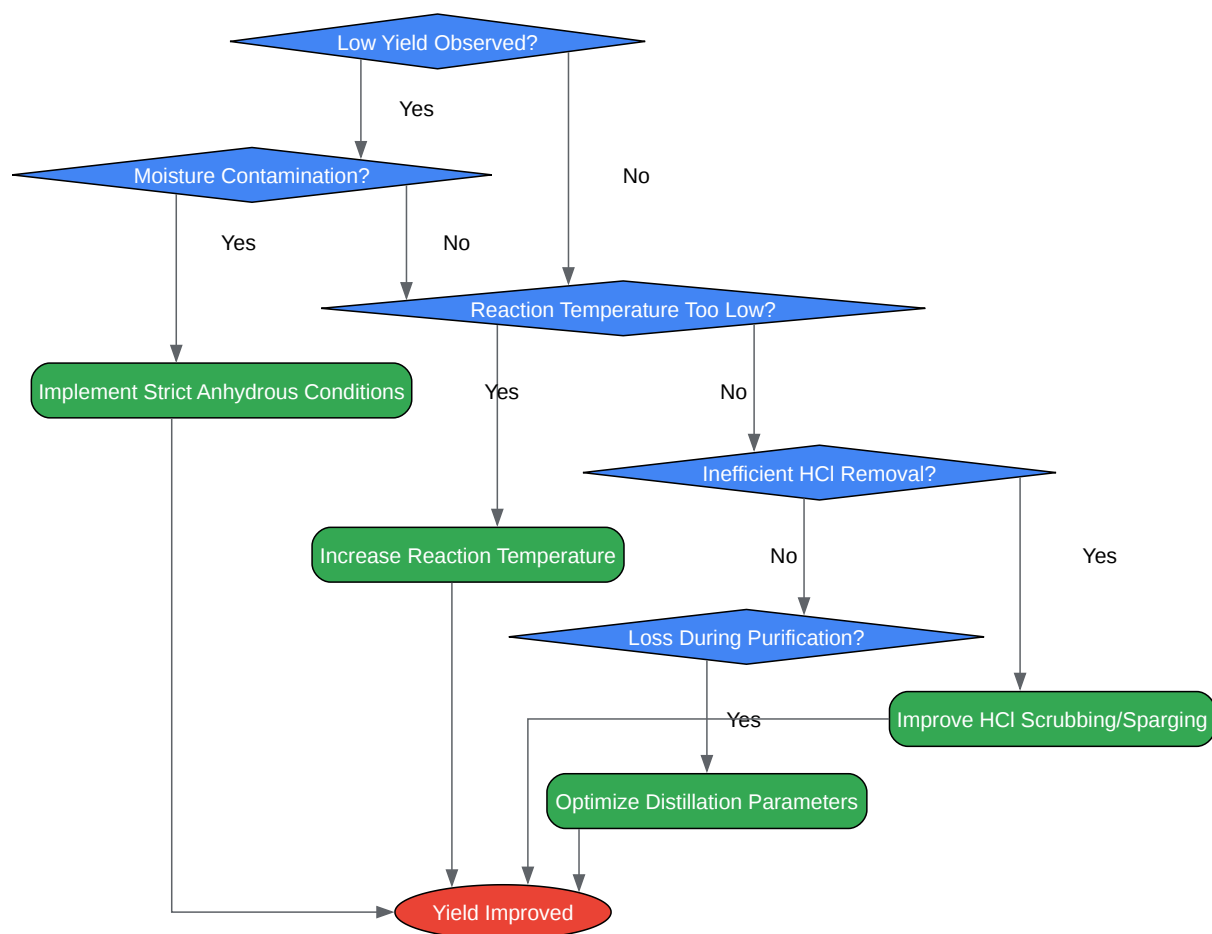 Low Yield Observed?
Yes
Moisture Contamination?
No
Yes
No
Reaction Temperature Too Low?
Implement Strict Anhydrous Conditions
Yes
No
Inefficient HCl Removal?
Increase Reaction Temperature
No
Yes
Loss During Purification?
Yes
Improve HCl Scrubbing/Sparging
Optimize Distillation Parameters
Yield Improved